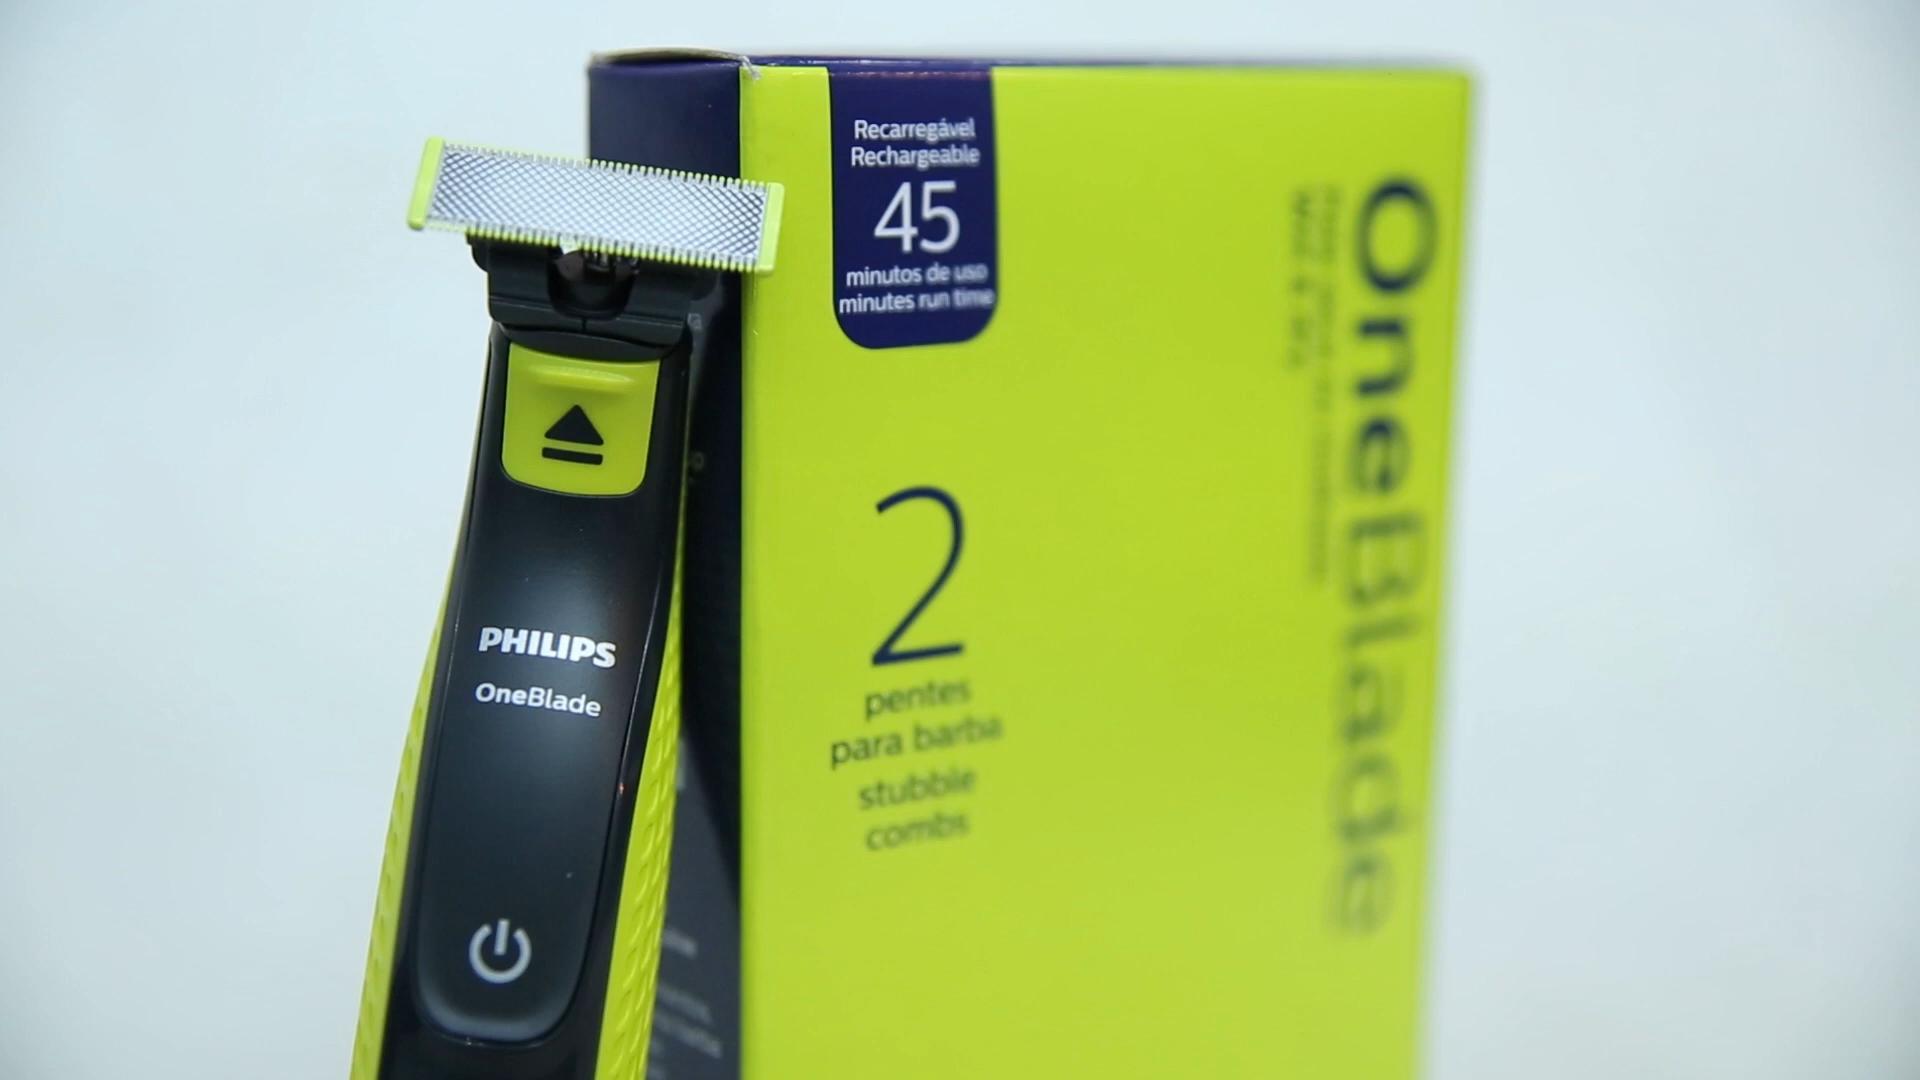 PHILIPS
OneBlade
Recarregável
Rechargeable
45
minutos de uso
minutes run time
2
pentes
para barba
stubble
combs
OneBlade